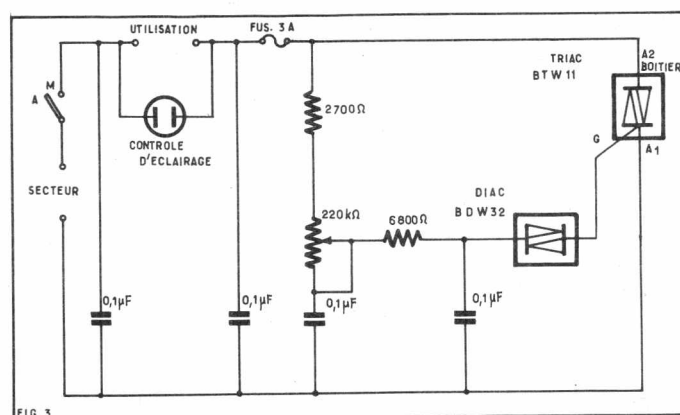 UTILISATION
FUS. 3 A
TRIAC
BTW 11
A2
BOITIER
M
A
CONTROLE
D'ECLAIRAGE
2700Ω
G
A1
SECTEUR
DIAC
BDW32
220kΩ
6800Ω
0,1µF
0,1µF
0,1µF
0,1µF
FIG. 3